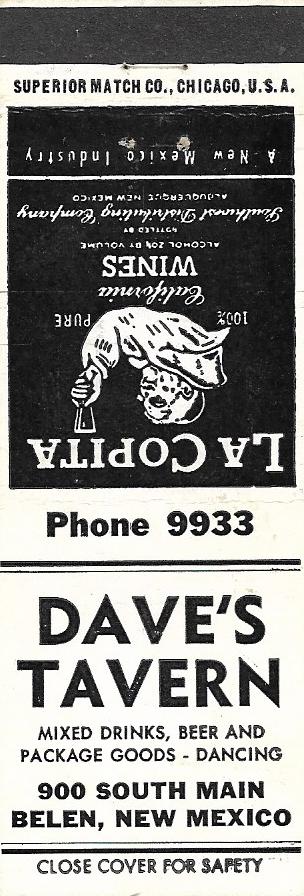 SUPERIOR MATCH CO., CHICAGO, U.S.A.
LA COPITA
100% PURE
California
WINES
ALCOHOL 20% BY VOLUME
BOTTLED BY
Southwest Distributing Company
ALBUQUERQUE NEW MEXICO
A New Mexico Industry
Phone 9933
DAVE'S
TAVERN
MIXED DRINKS, BEER AND
PACKAGE GOODS - DANCING
900 SOUTH MAIN
BELEN, NEW MEXICO
CLOSE COVER FOR SAFETY